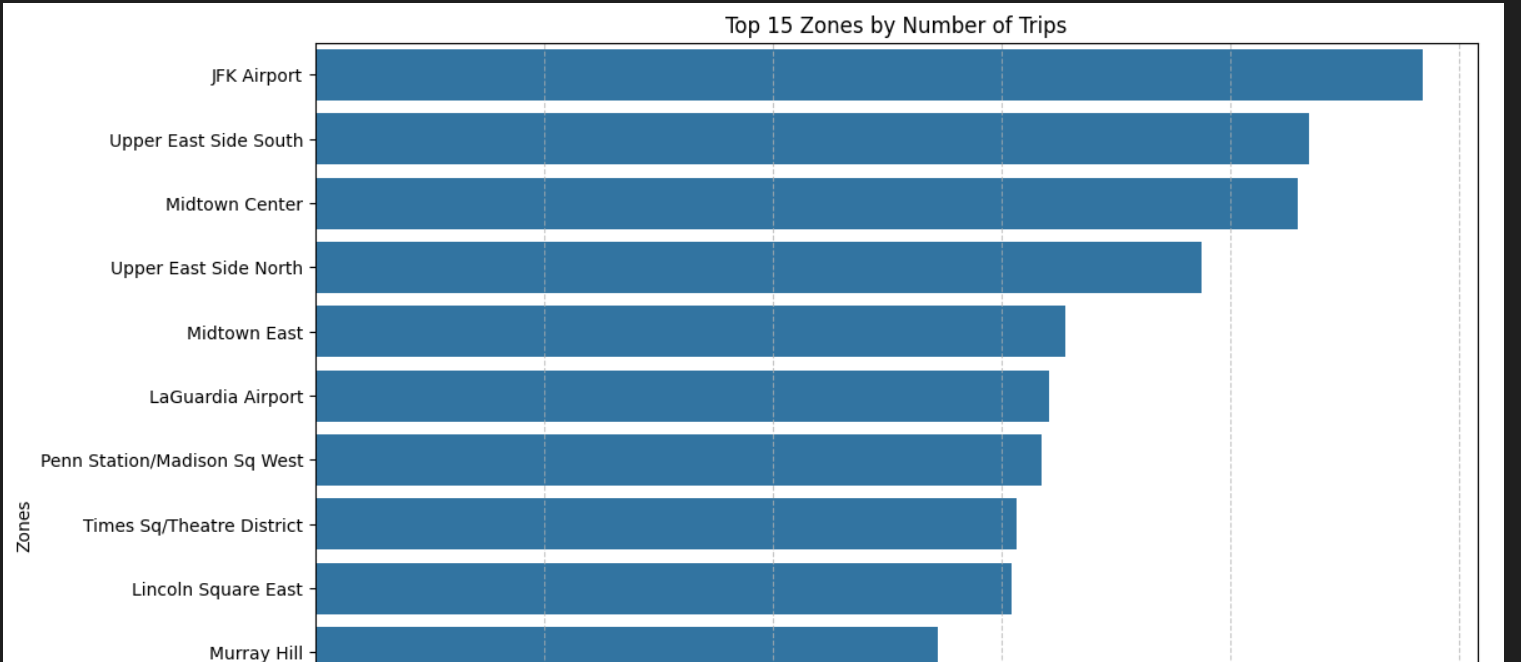 Top 15 Zones by Number of Trips
JFK Airport
Upper East Side South
Midtown Center
Upper East Side North
Midtown East
LaGuardia Airport
Penn Station/Madison Sq West
Times Sq/Theatre District
Lincoln Square East
Murray Hill
Zones